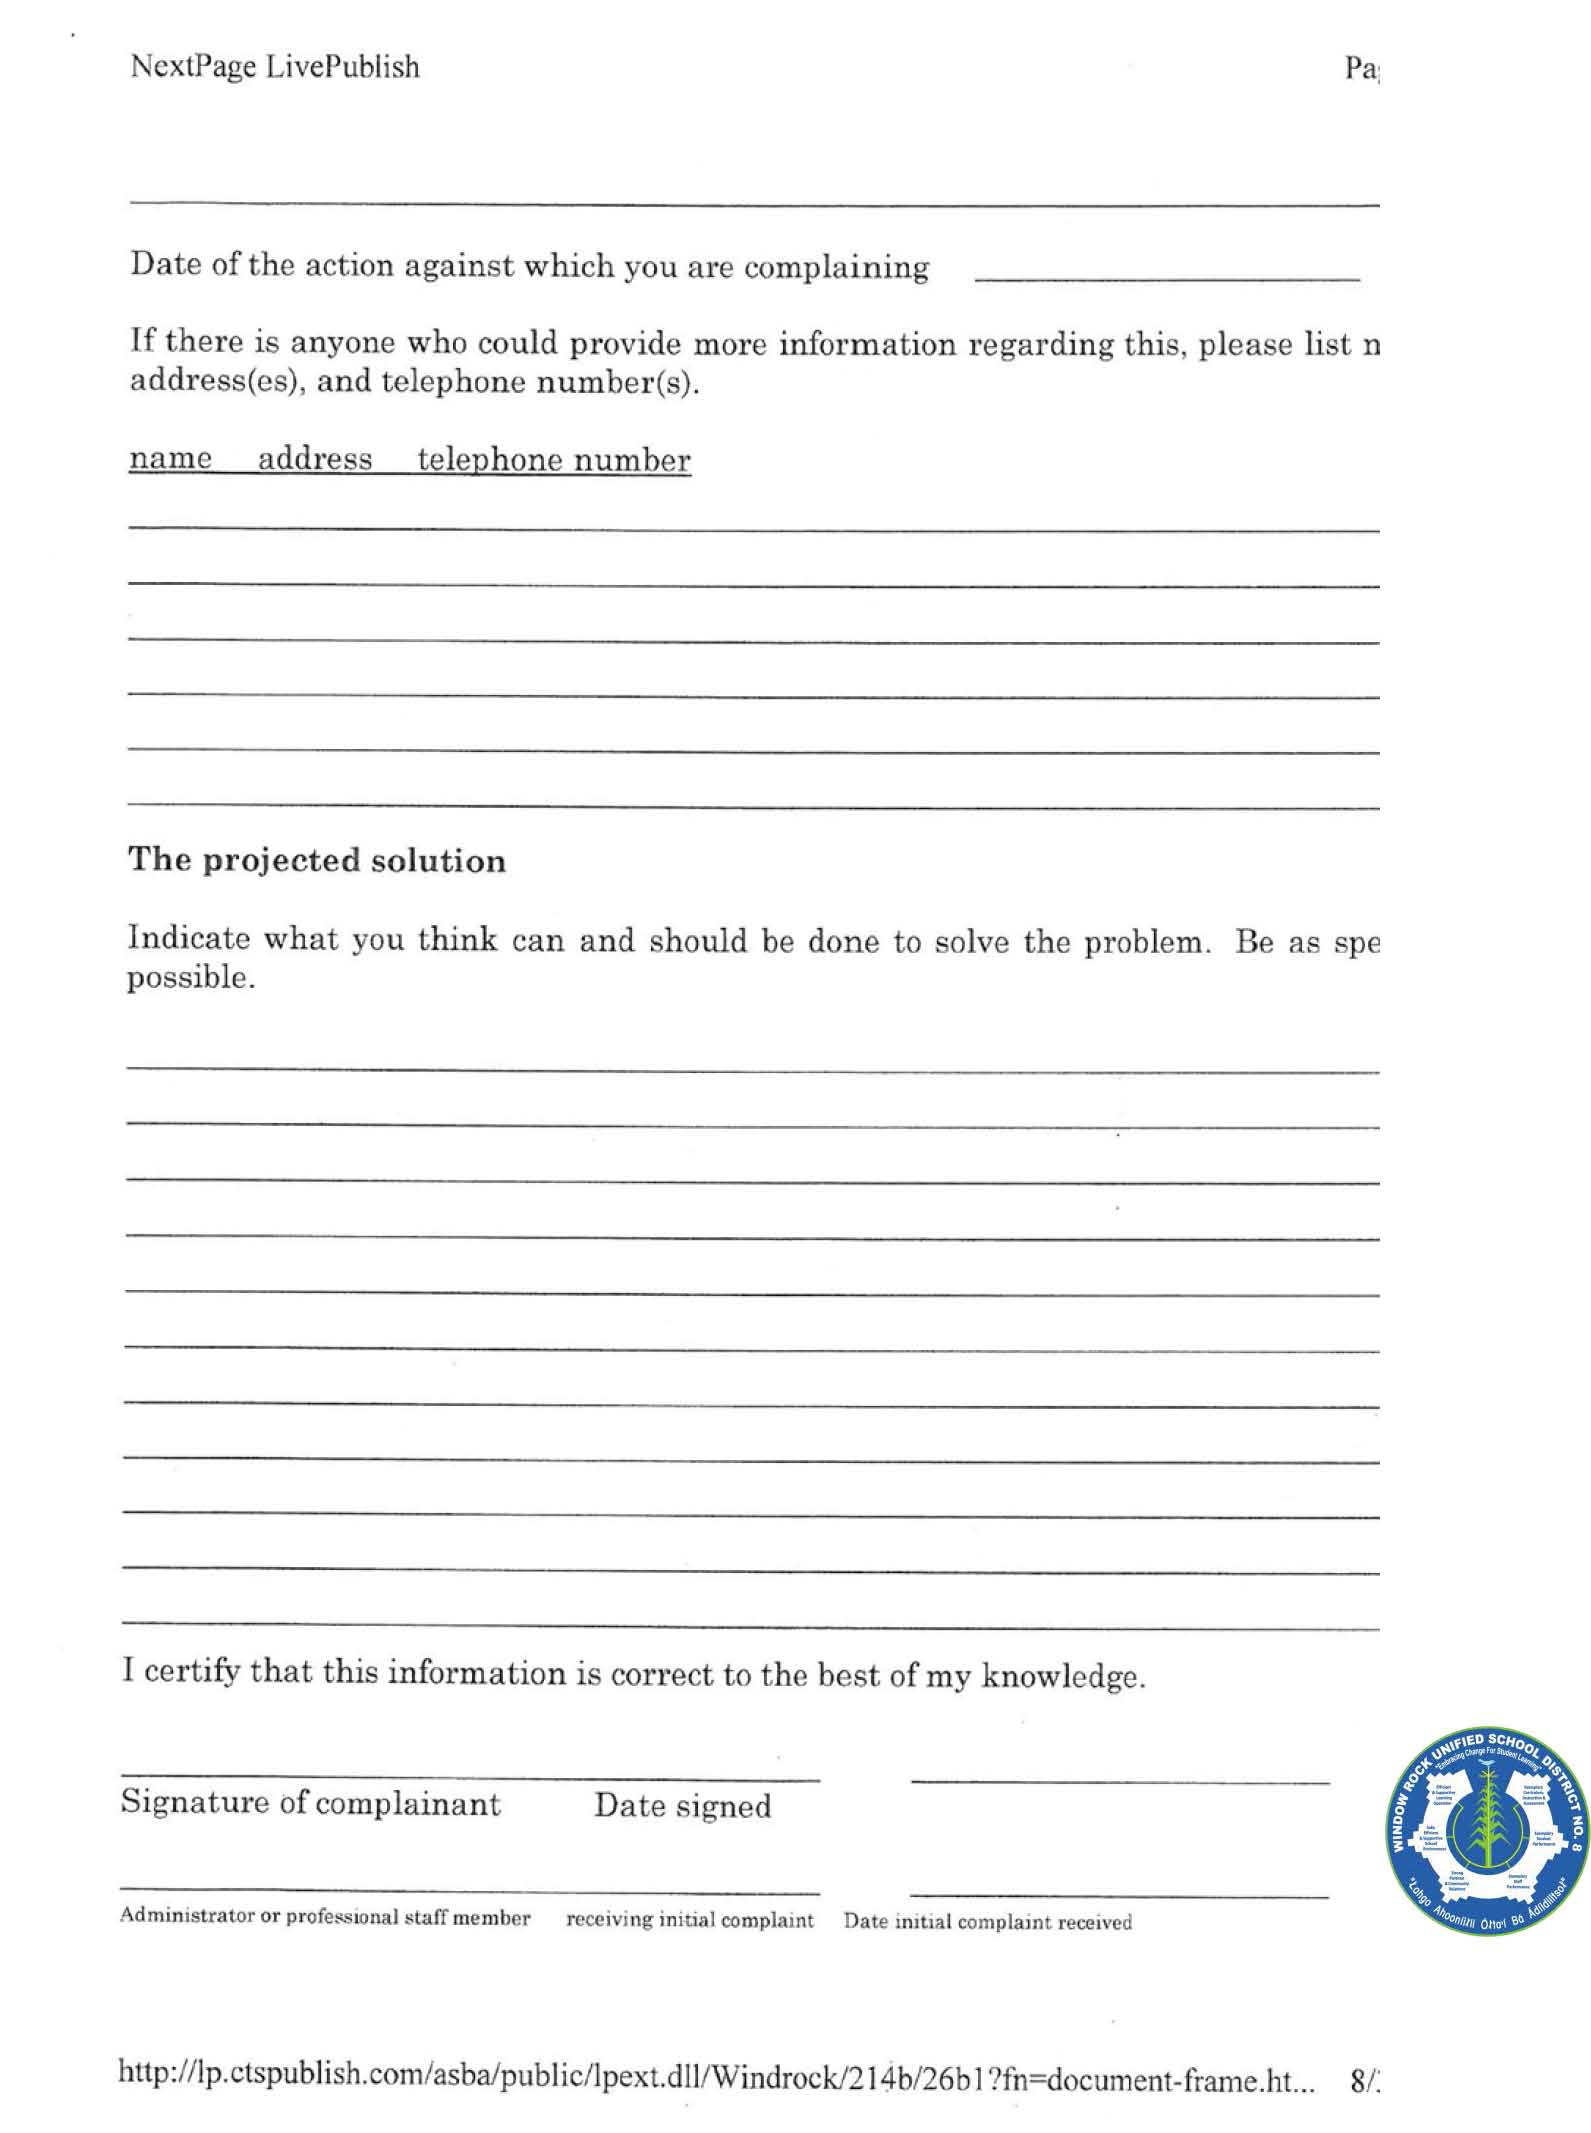 NextPage LivePublish Pa
Date of the action against which you are complaining
If there is anyone who could provide more information regarding this, please list n
address(es), and telephone number(s).
name address telephone number
The projected solution
Indicate what you think can and should be done to solve the problem. Be as spe
possible.
I certify that this information is correct to the best of my knowledge.
Signature of complainant Date signed
WINDOW ROCK UNIFIED SCHOOL DISTRICT NO. 8
"Embracing Change For Student Learning"
Administrator or professional staff member receiving initial complaint Date initial complaint received
http://lp.ctspublish.com/asba/public/lpext.dll/Windrock/214b/26b1?fn=document-frame.ht... 8/